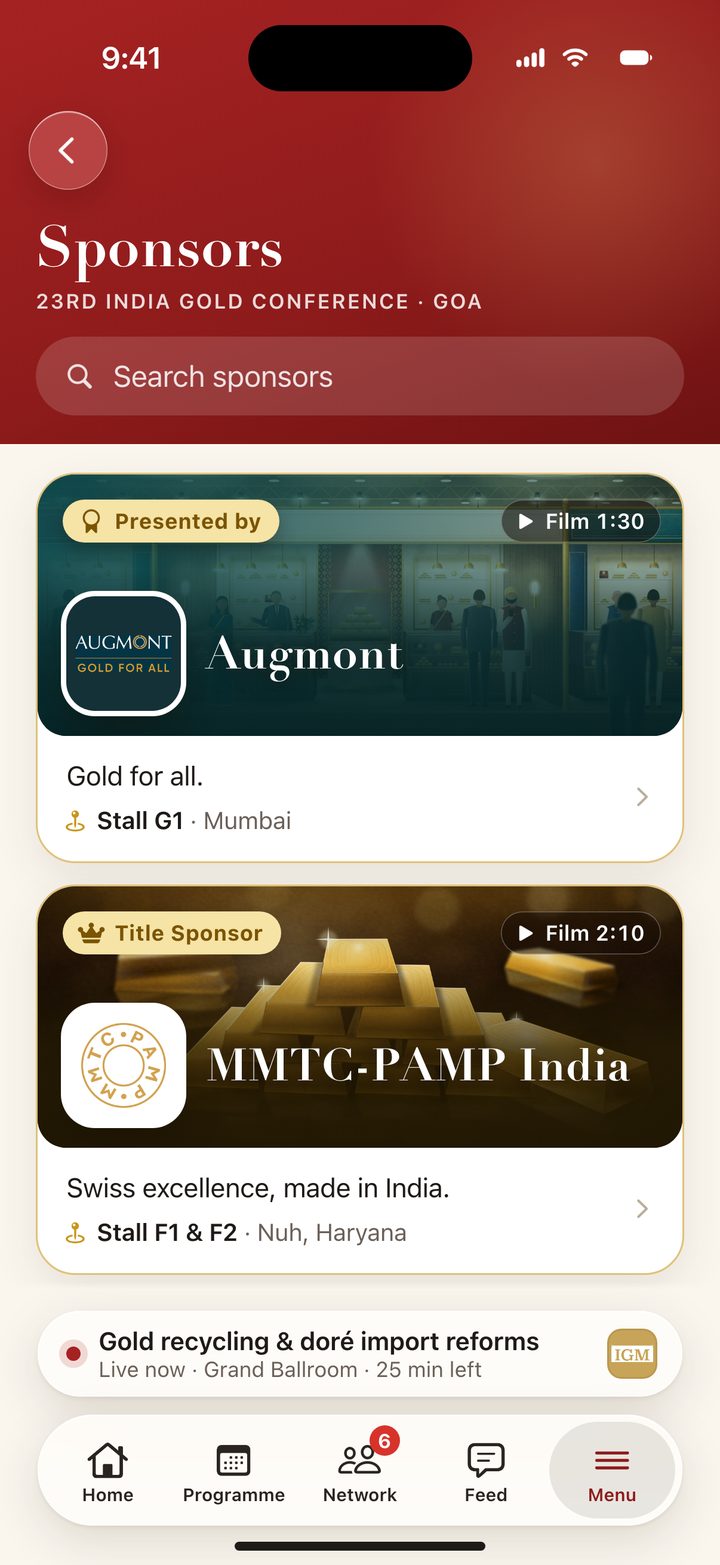 9:41
Sponsors
23RD INDIA GOLD CONFERENCE · GOA
Search sponsors
Presented by
Film 1:30
AUGMONT
GOLD FOR ALL
Augmont
Gold for all.
Stall G1 · Mumbai
Title Sponsor
Film 2:10
MMTC·PAMP·
MMTC-PAMP India
Swiss excellence, made in India.
Stall F1 & F2 · Nuh, Haryana
Gold recycling & doré import reforms
Live now · Grand Ballroom · 25 min left
IGM
6
Home
Programme
Network
Feed
Menu